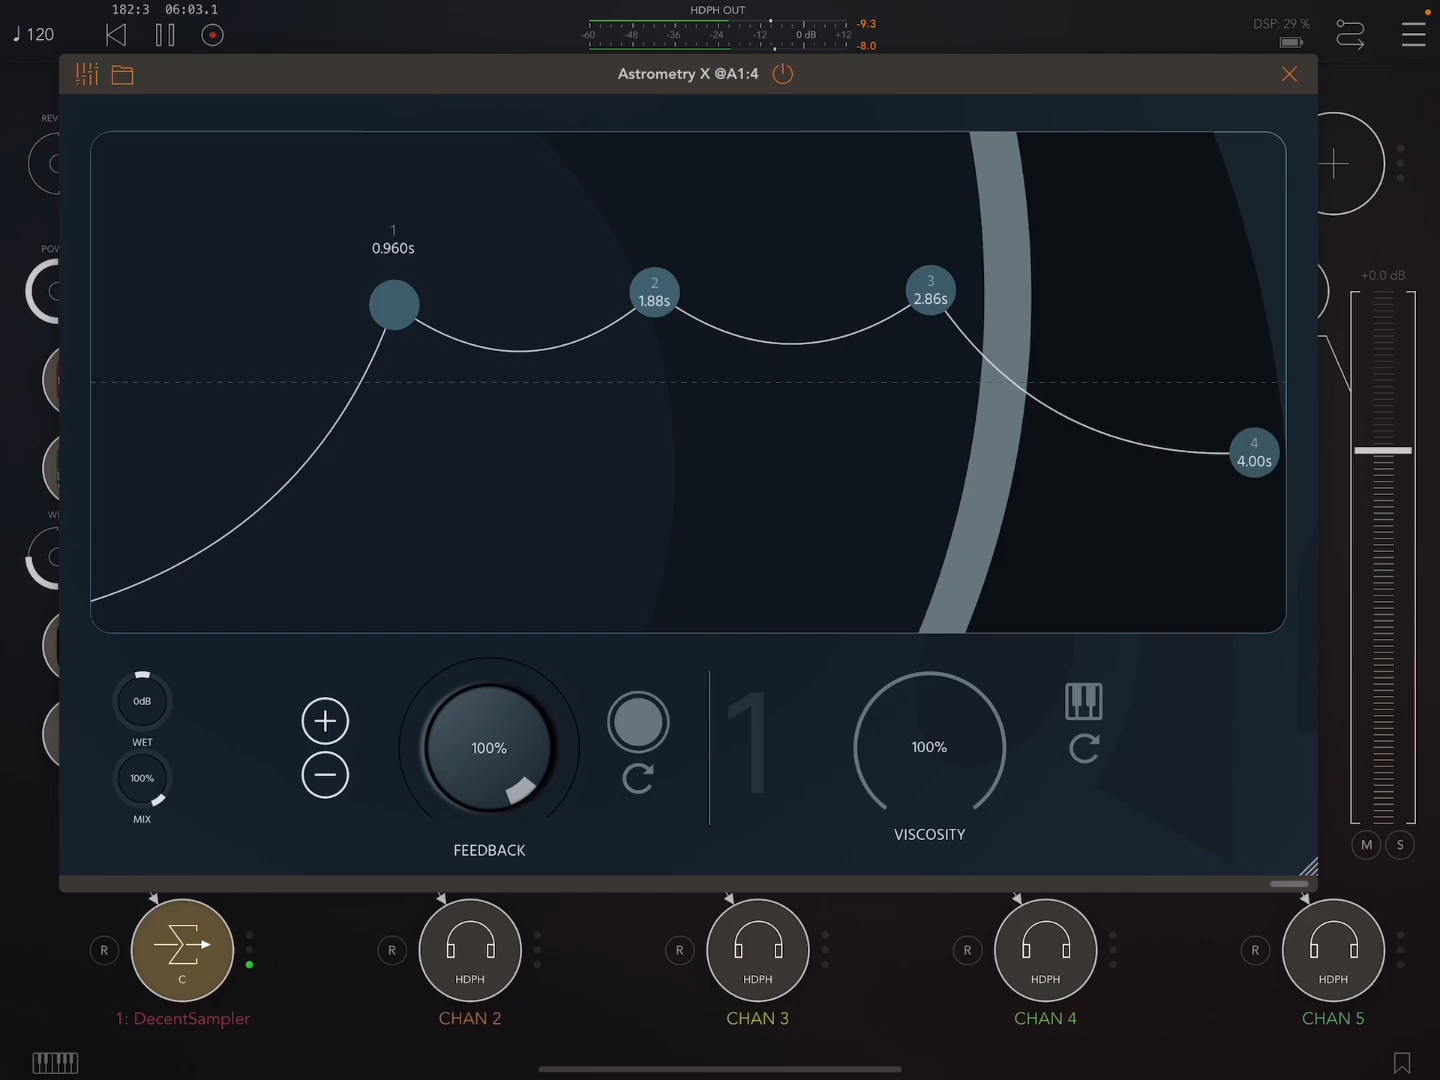 182:3 06:03.1
HDPH OUT
120
-60 -48 -36 -24 -12 0 dB +12
-9.3
-8.0
DSP: 29 %
Astrometry X @A1:4
REV
POW
WE
1
0.960s
2
1.88s
3
2.86s
4
4.00s
+0.0 dB
0dB
WET
100%
MIX
100%
FEEDBACK
1
100%
VISCOSITY
M S
R C
R HDPH
R HDPH
R HDPH
R HDPH
1: DecentSampler
CHAN 2
CHAN 3
CHAN 4
CHAN 5